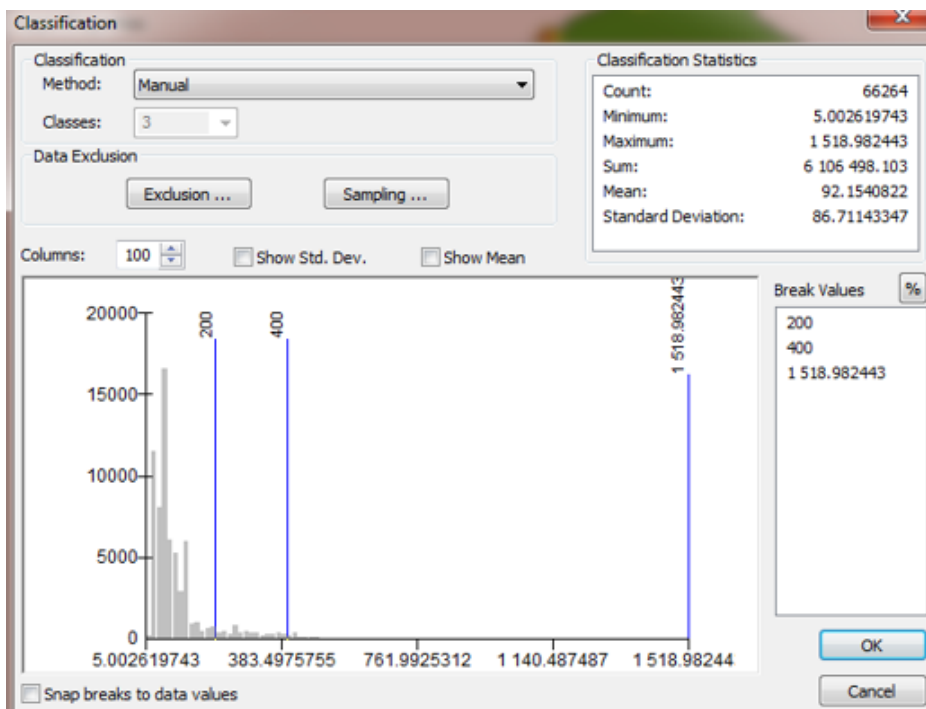 Classification
Classification
Method: Manual
Classes: 3
Data Exclusion
Exclusion ...
Sampling ...
Classification Statistics
Count: 66264
Minimum: 5.002619743
Maximum: 1 518.982443
Sum: 6 106 498.103
Mean: 92.1540822
Standard Deviation: 86.71143347
Columns: 100
Show Std. Dev.
Show Mean
Break Values
%
200
400
1 518.982443
20000
15000
10000
5000
0
200
400
1 518.982443
5.002619743 383.4975755 761.9925312 1 140.487487 1 518.98244
Snap breaks to data values
OK
Cancel